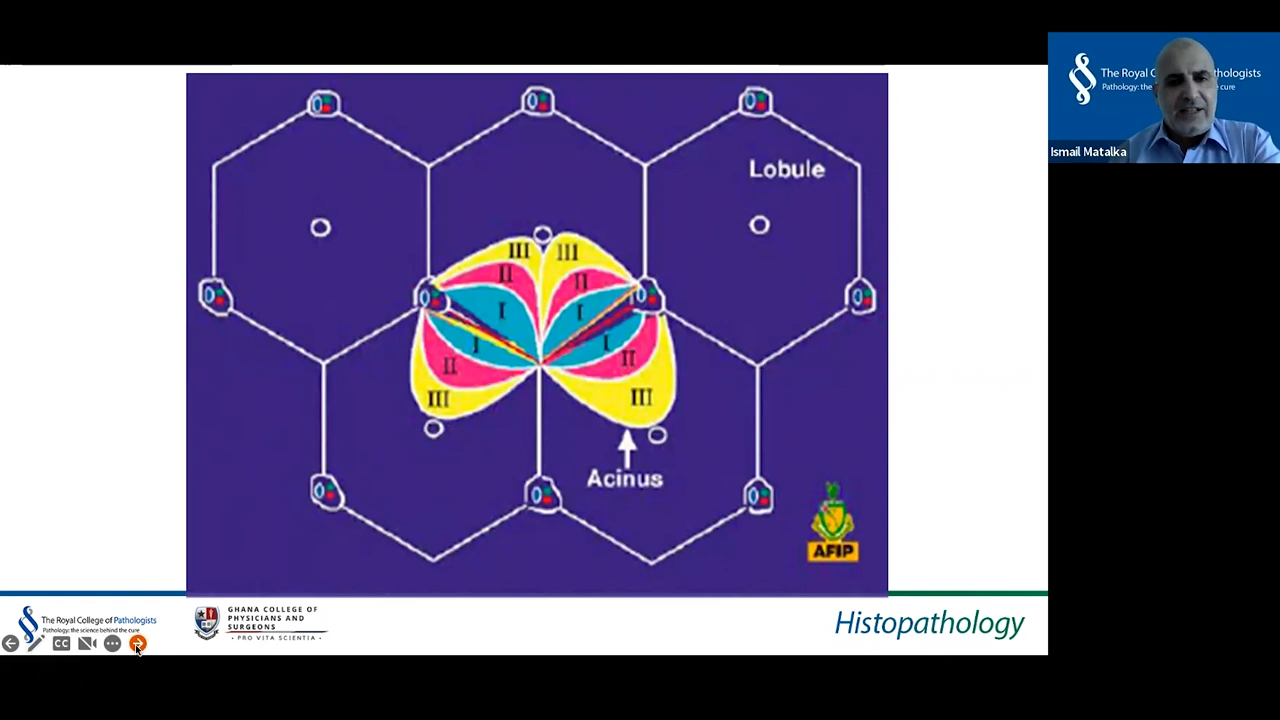 The Royal C thologists
Pathology: the e cure
Ismail Matalka
Lobule
III III
II II
I I
I I
II II
III III
Acinus
AFIP
The Royal College of Pathologists
Pathology: the science behind the cure
GHANA COLLEGE OF
PHYSICIANS AND
SURGEONS
• PRO VITA SCIENTIA •
Histopathology
CC